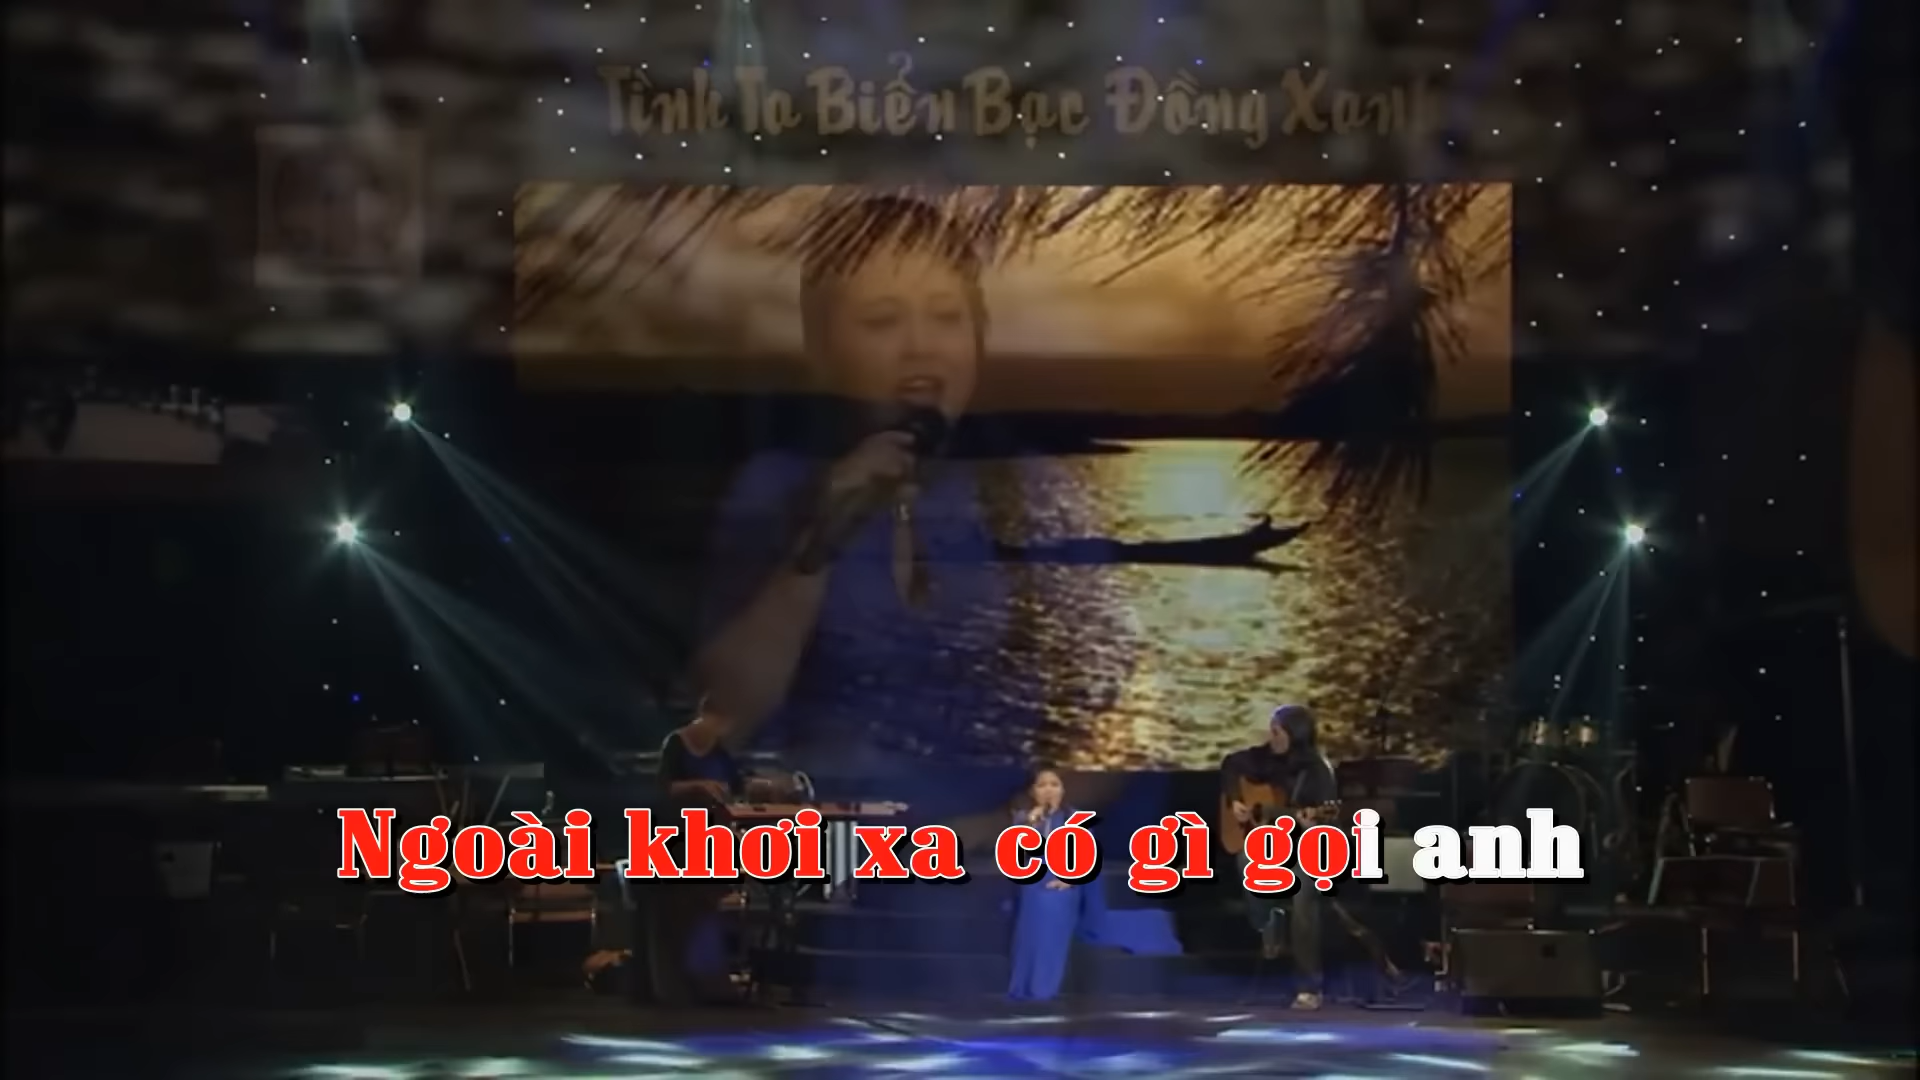 Tình Ta Biển Bạc Đồng Xanh
Ngoài khơi xa có gì gọi anh